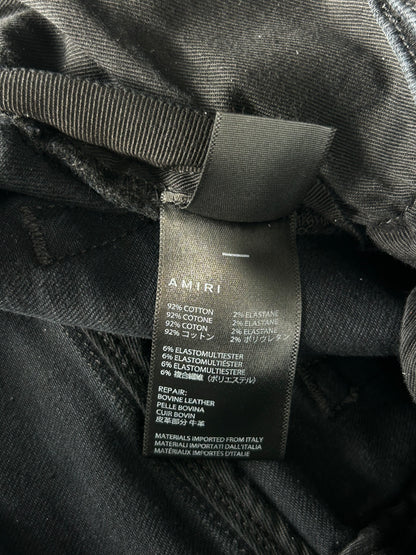 AMIRI
92% COTTON 2% ELASTANE
92% COTONE 2% ELASTANE
92% COTON 2% ELASTANE
92% コットン 2% ポリウレタン
6% ELASTOMULTIESTER
6% ELASTOMULTIESTERE
6% ELASTOMULTIESTERE
6% 複合繊維 (ポリエステル)
REPAIR:
BOVINE LEATHER
PELLE BOVINA
CUIR BOVIN
皮革部分 牛革
MATERIALS IMPORTED FROM ITALY
MATERIALI IMPORTATI DALL'ITALIA
MATÉRIAUX IMPORTÉS D'ITALIE